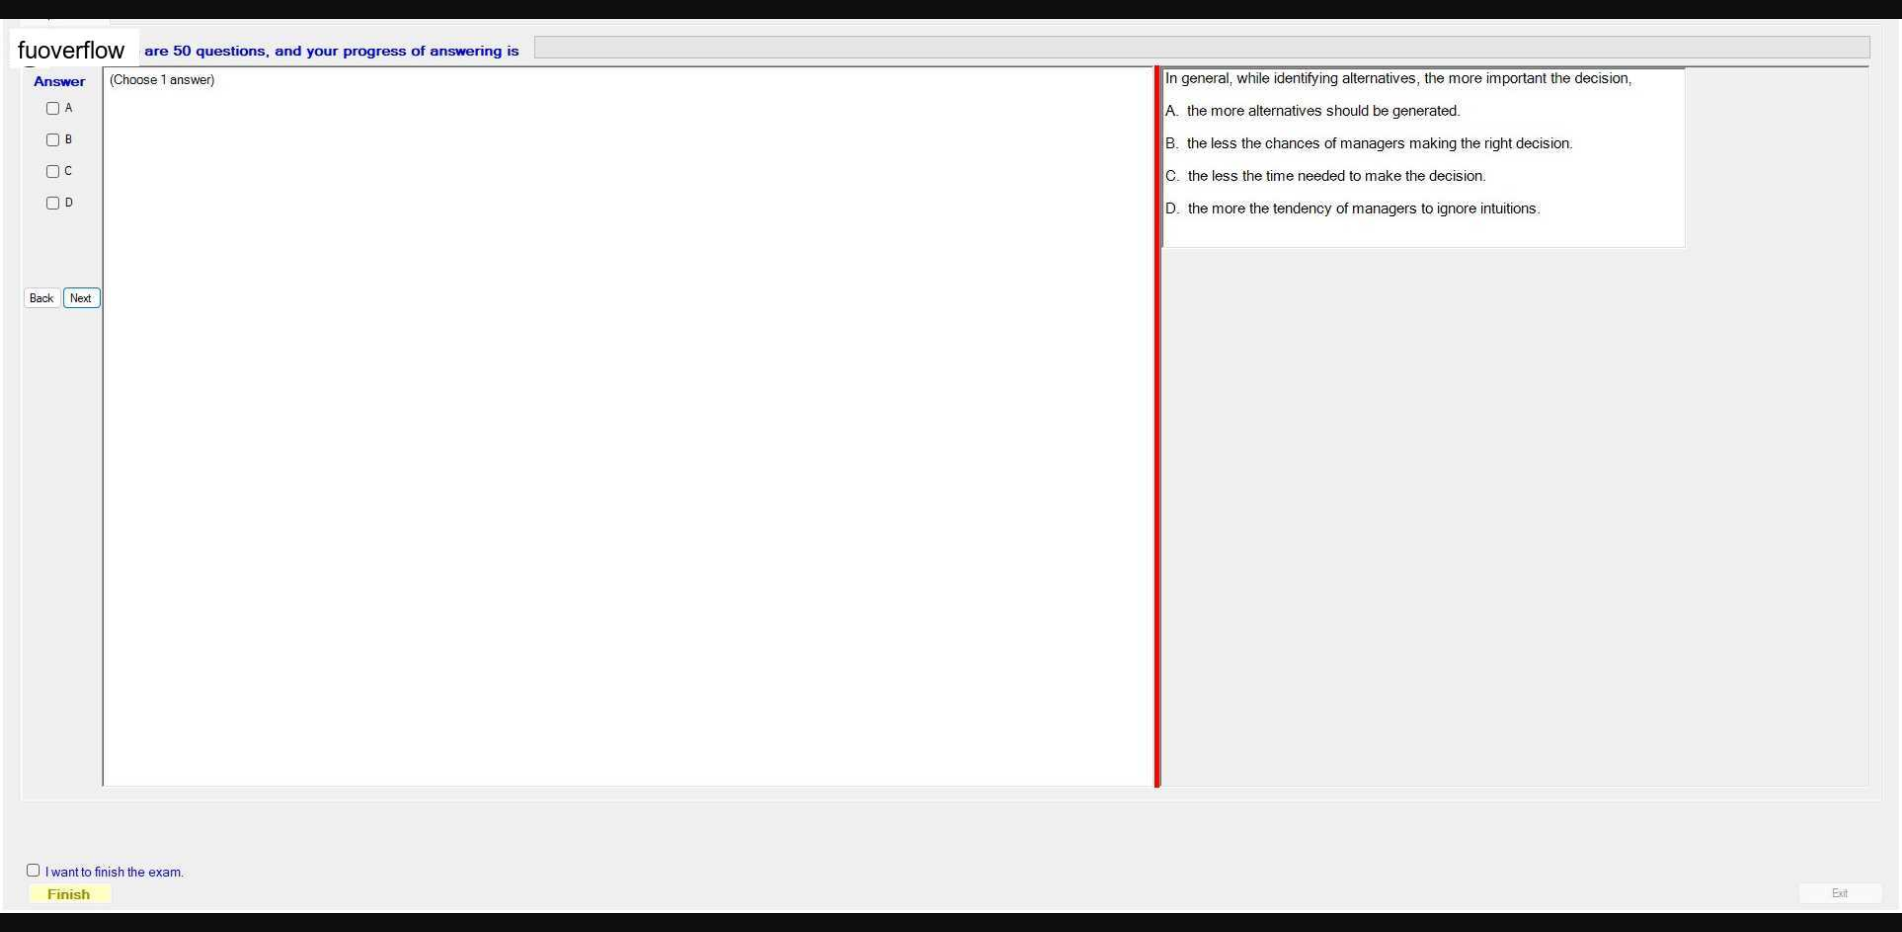 fuoverflow are 50 questions, and your progress of answering is
Answer
(Choose 1 answer)
A
B
C
D
Back Next
In general, while identifying alternatives, the more important the decision,
A. the more alternatives should be generated.
B. the less the chances of managers making the right decision.
C. the less the time needed to make the decision.
D. the more the tendency of managers to ignore intuitions.
I want to finish the exam.
Finish
Exit